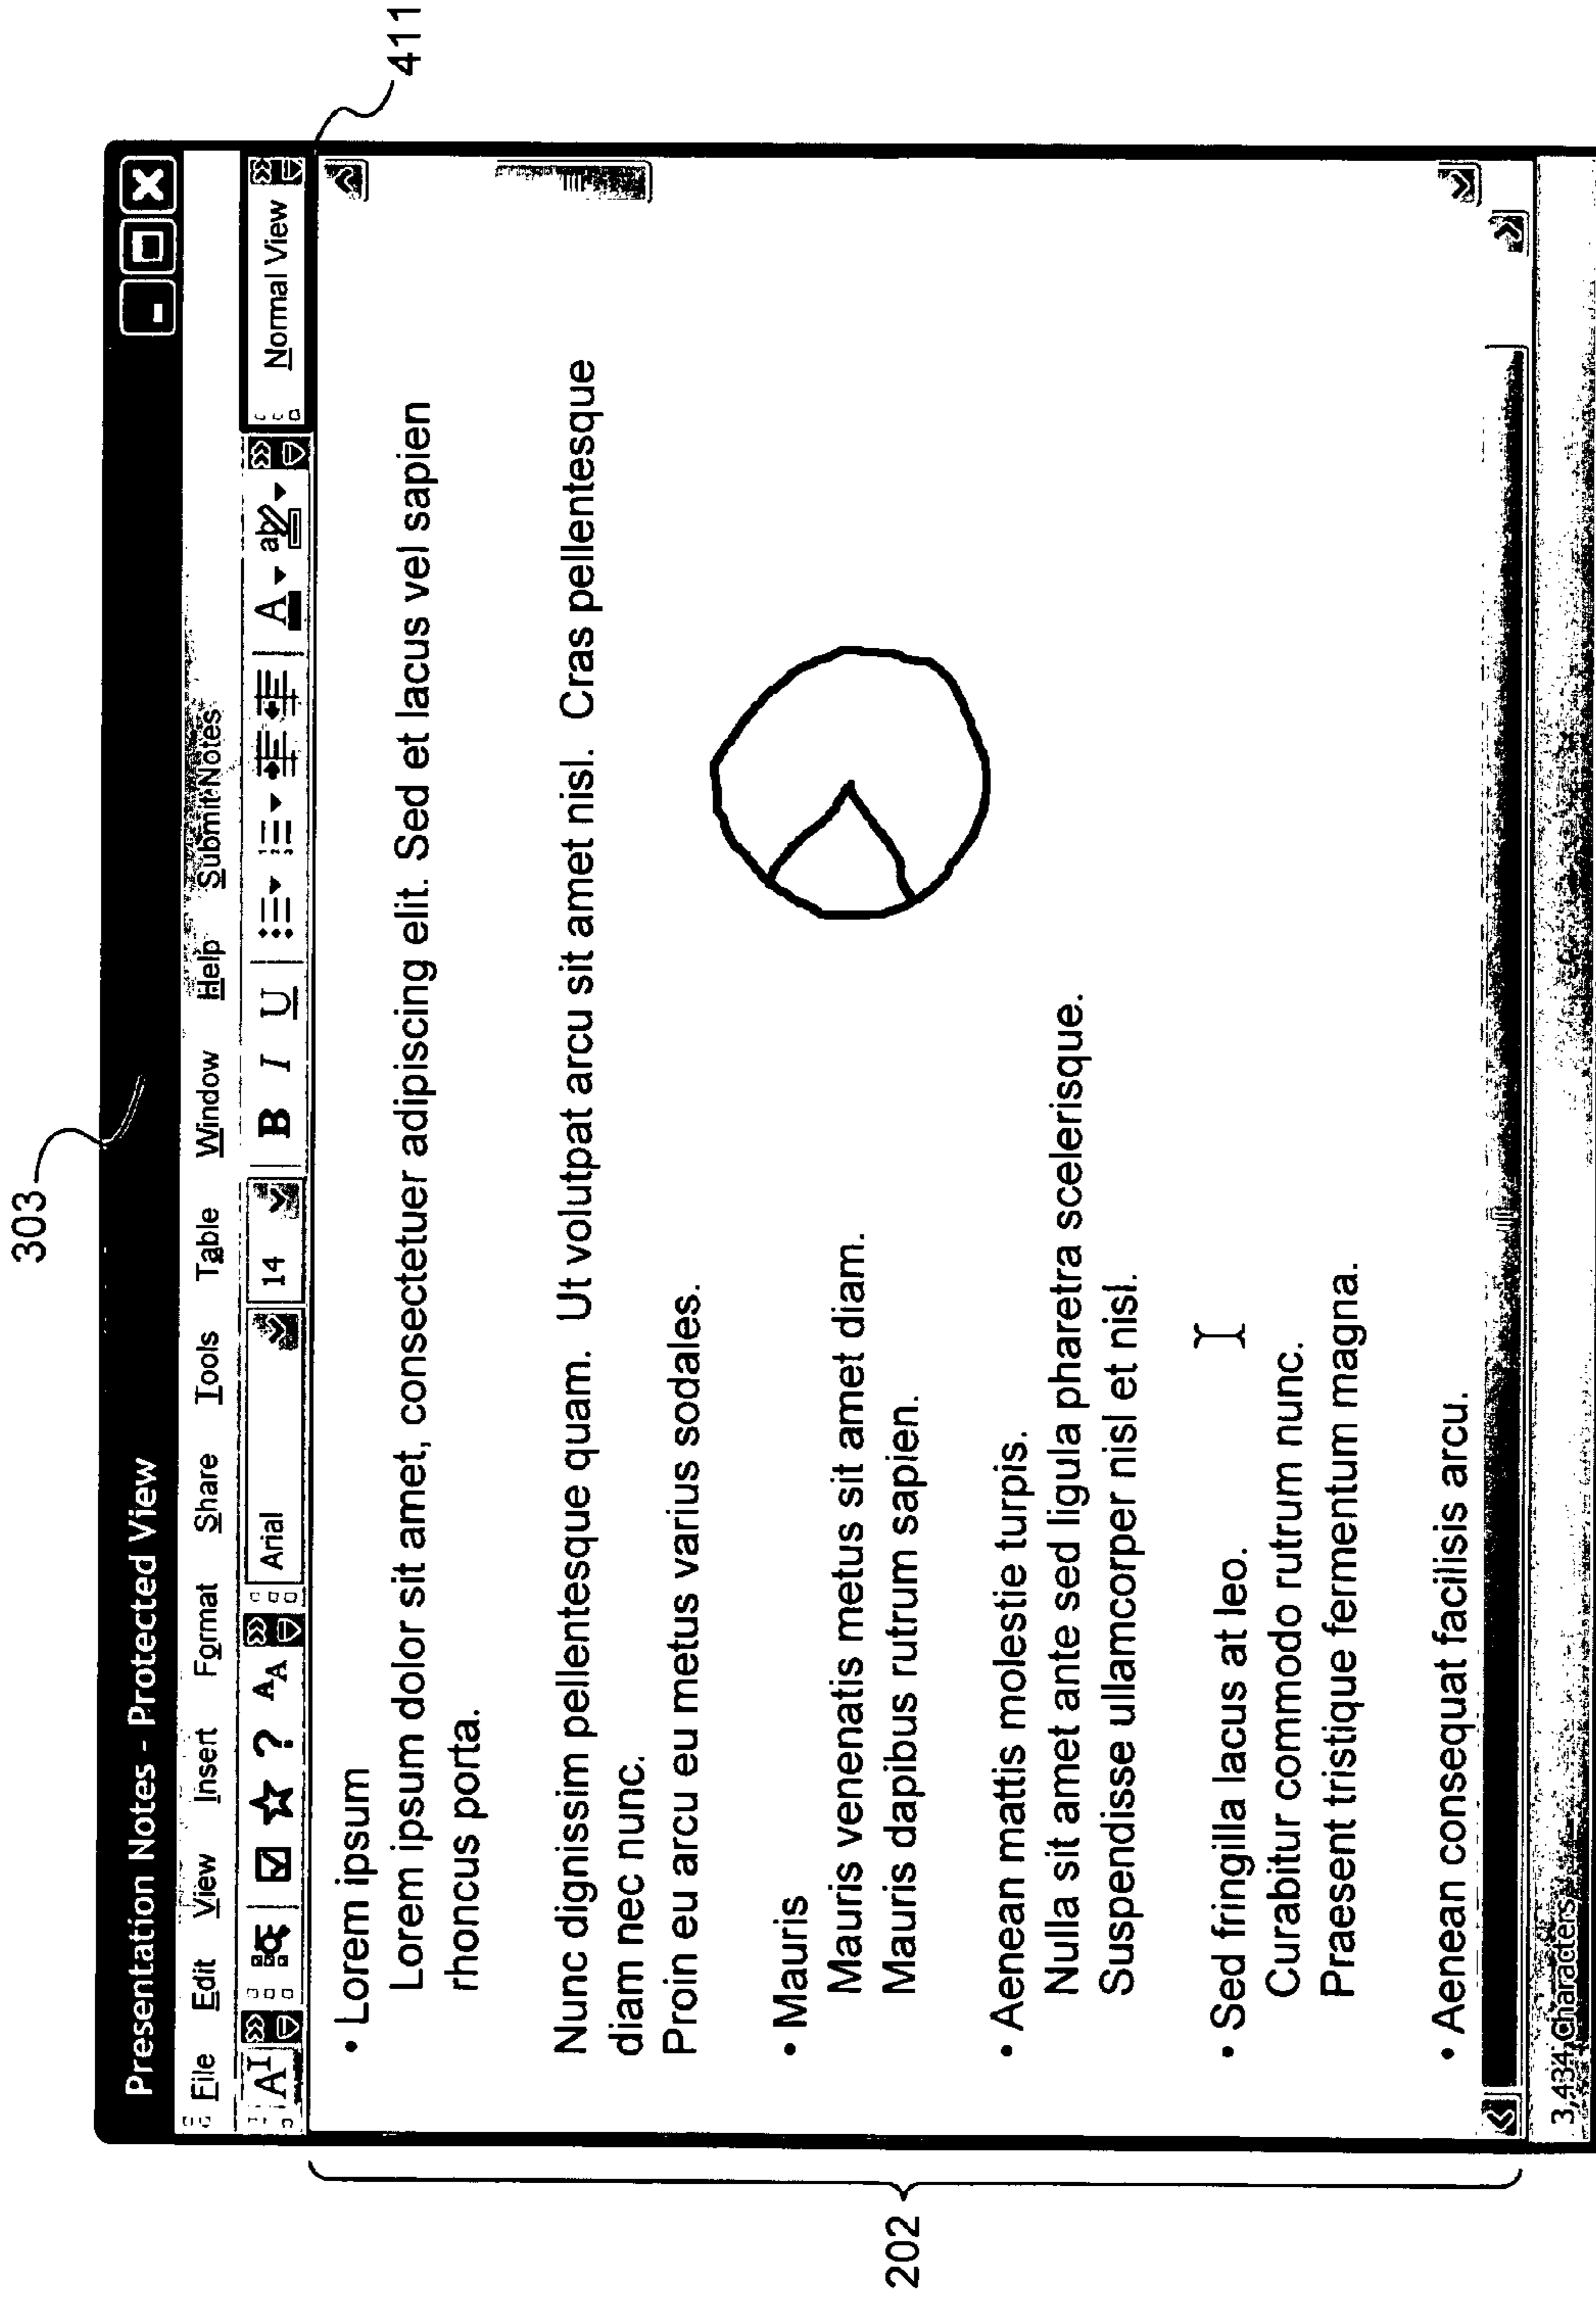 303
Presentation Notes - Protected View
File Edit View Insert Format Share Tools Table Window Help Submit Notes
A ? AA Arial 14 B I U A ab Normal View
411
• Lorem ipsum
Lorem ipsum dolor sit amet, consectetuer adipiscing elit. Sed et lacus vel sapien
rhoncus porta.
Nunc dignissim pellentesque quam. Ut volutpat arcu sit amet nisl. Cras pellentesque
diam nec nunc.
Proin eu arcu eu metus varius sodales.
• Mauris
Mauris venenatis metus sit amet diam.
Mauris dapibus rutrum sapien.
202
• Aenean mattis molestie turpis.
Nulla sit amet ante sed ligula pharetra scelerisque.
Suspendisse ullamcorper nisl et nisl.
• Sed fringilla lacus at leo.
Curabitur commodo rutrum nunc.
Praesent tristique fermentum magna.
• Aenean consequat facilisis arcu.
3,434 Characters